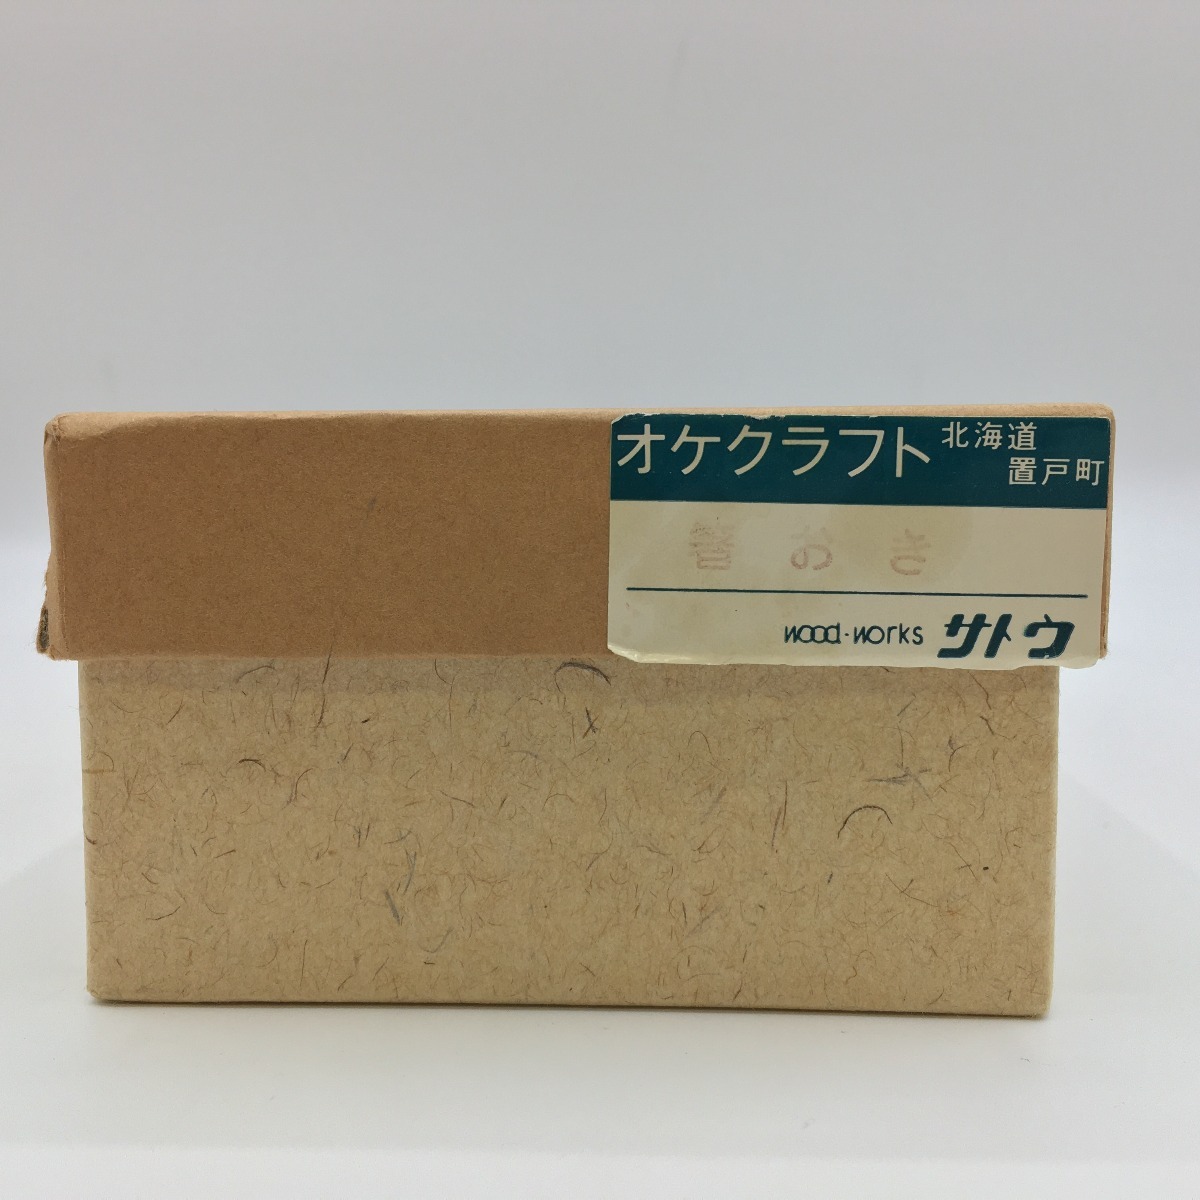 オケクラフト 北海道
置戸町
箸おき
wood·works サトウ